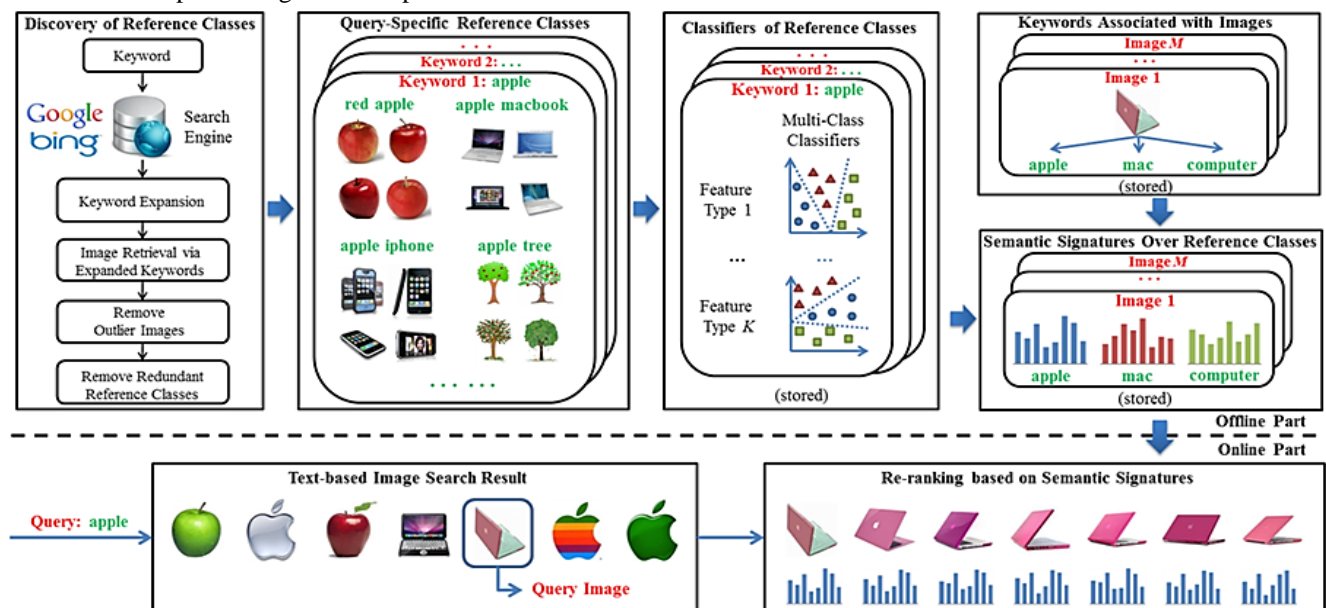 Discovery of Reference Classes
Keyword
Google
bing
Search
Engine
Keyword Expansion
Image Retrieval via
Expanded Keywords
Remove
Outlier Images
Remove Redundant
Reference Classes
Query-Specific Reference Classes
. . .
Keyword 2: . . .
Keyword 1: apple
red apple
apple macbook
apple iphone
apple tree
. . . . . .
Classifiers of Reference Classes
. . .
Keyword 2: . . .
Keyword 1: apple
Multi-Class
Classifiers
Feature
Type 1
...
...
Feature
Type K
(stored)
Keywords Associated with Images
Image M
. . .
Image 1
apple
mac
computer
(stored)
Semantic Signatures Over Reference Classes
Image M
. . .
Image 1
apple
mac
computer
(stored)
Offline Part
Online Part
Query: apple
Text-based Image Search Result
Query Image
Re-ranking based on Semantic Signatures